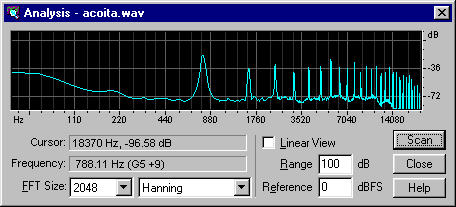 Analysis - acoita.wav
dB
-36
-72
Hz 110 220 440 880 1760 3520 7040 14080
Cursor: 18370 Hz, -96.58 dB
Linear View
Scan
Frequency: 788.11 Hz (G5 +9)
Range 100 dB
Close
FFT Size: 2048 Hanning
Reference 0 dBFS
Help